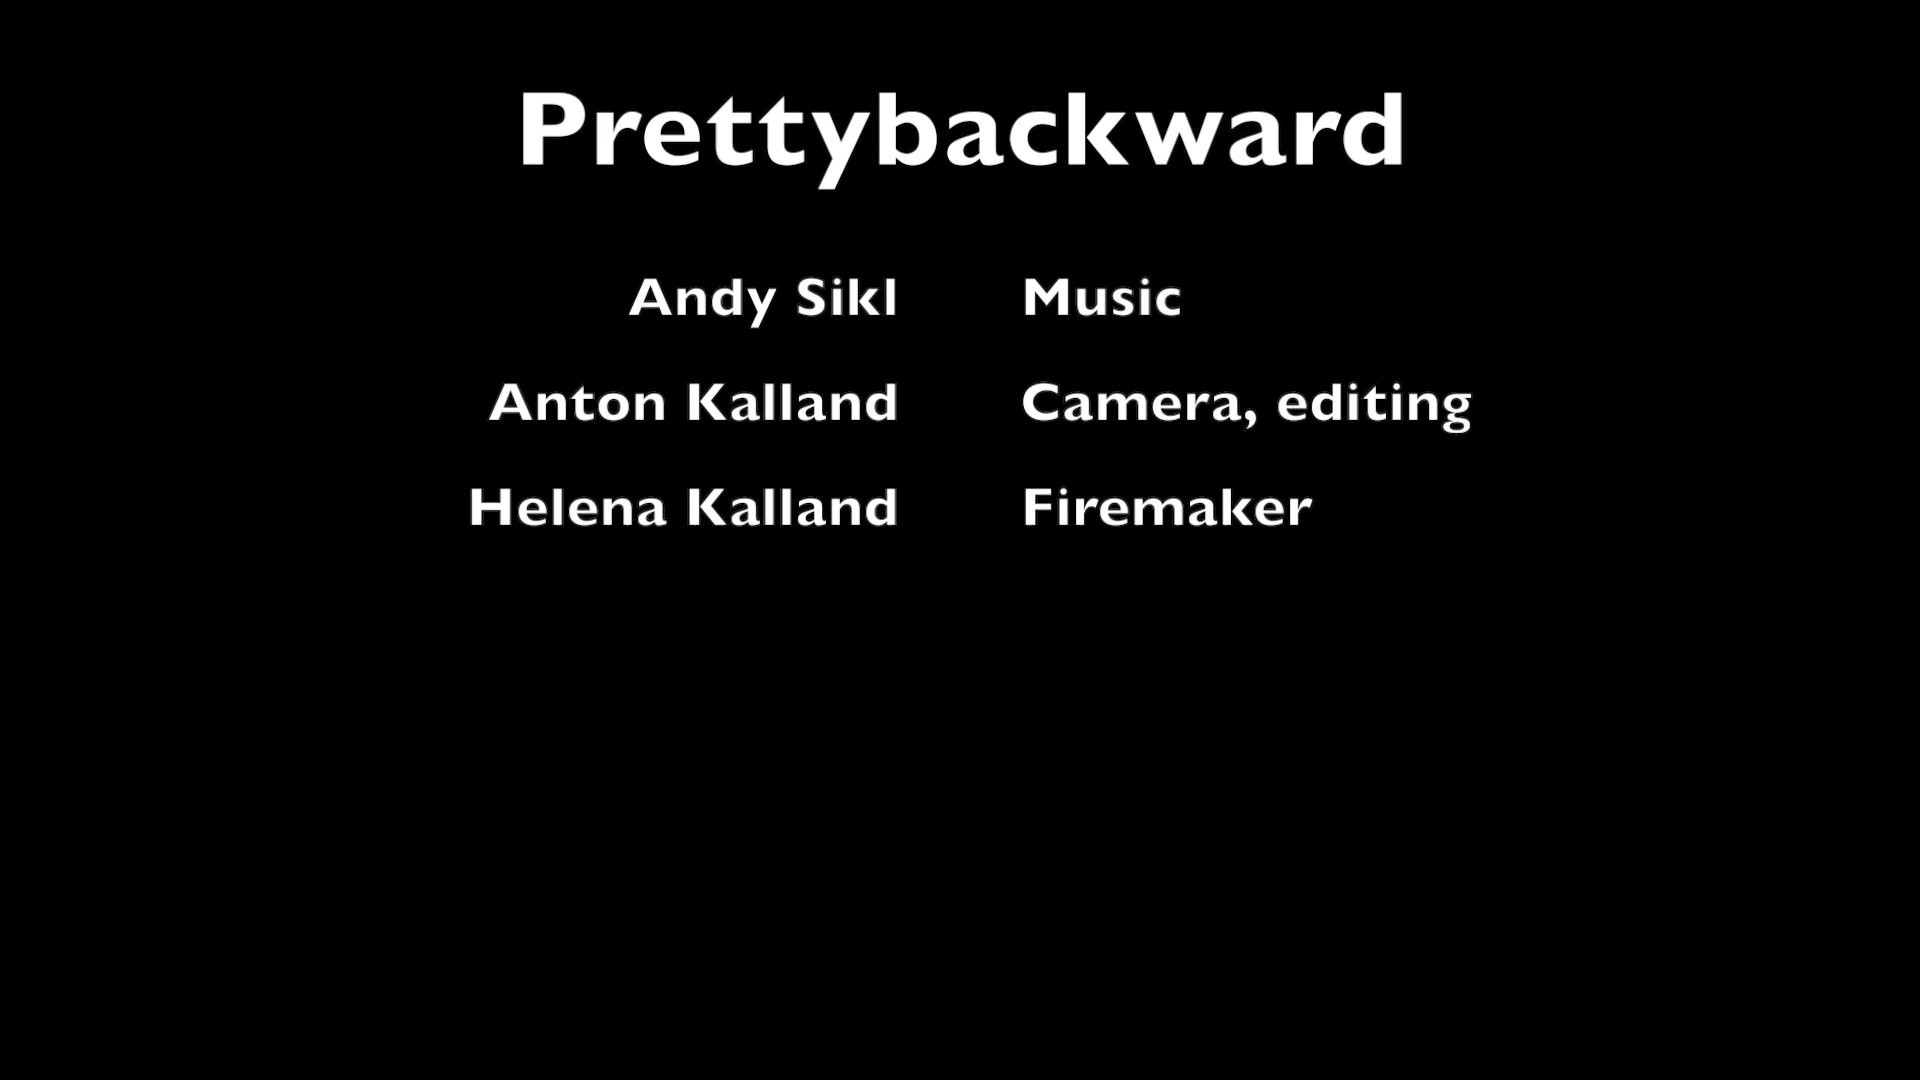 Prettybackward
Andy Sikl Music
Anton Kalland Camera, editing
Helena Kalland Firemaker